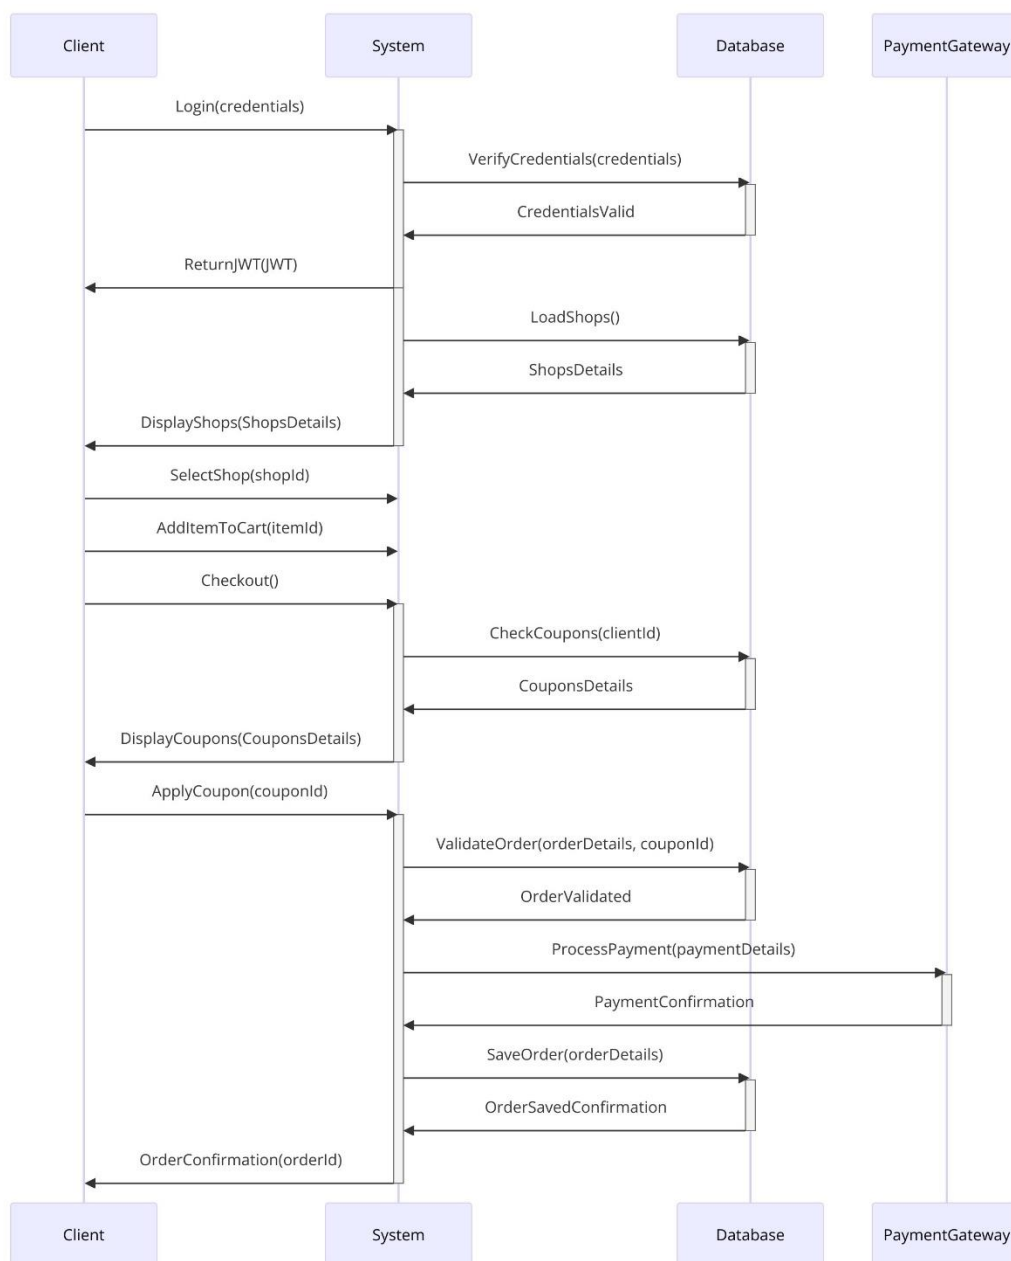 Client
System
Database
PaymentGateway
Login(credentials)
VerifyCredentials(credentials)
CredentialsValid
ReturnJWT(JWT)
LoadShops()
ShopsDetails
DisplayShops(ShopsDetails)
SelectShop(shopId)
AddItemToCart(itemId)
Checkout()
CheckCoupons(clientId)
CouponsDetails
DisplayCoupons(CouponsDetails)
ApplyCoupon(couponId)
ValidateOrder(orderDetails, couponId)
OrderValidated
ProcessPayment(paymentDetails)
PaymentConfirmation
SaveOrder(orderDetails)
OrderSavedConfirmation
OrderConfirmation(orderId)
Client
System
Database
PaymentGateway